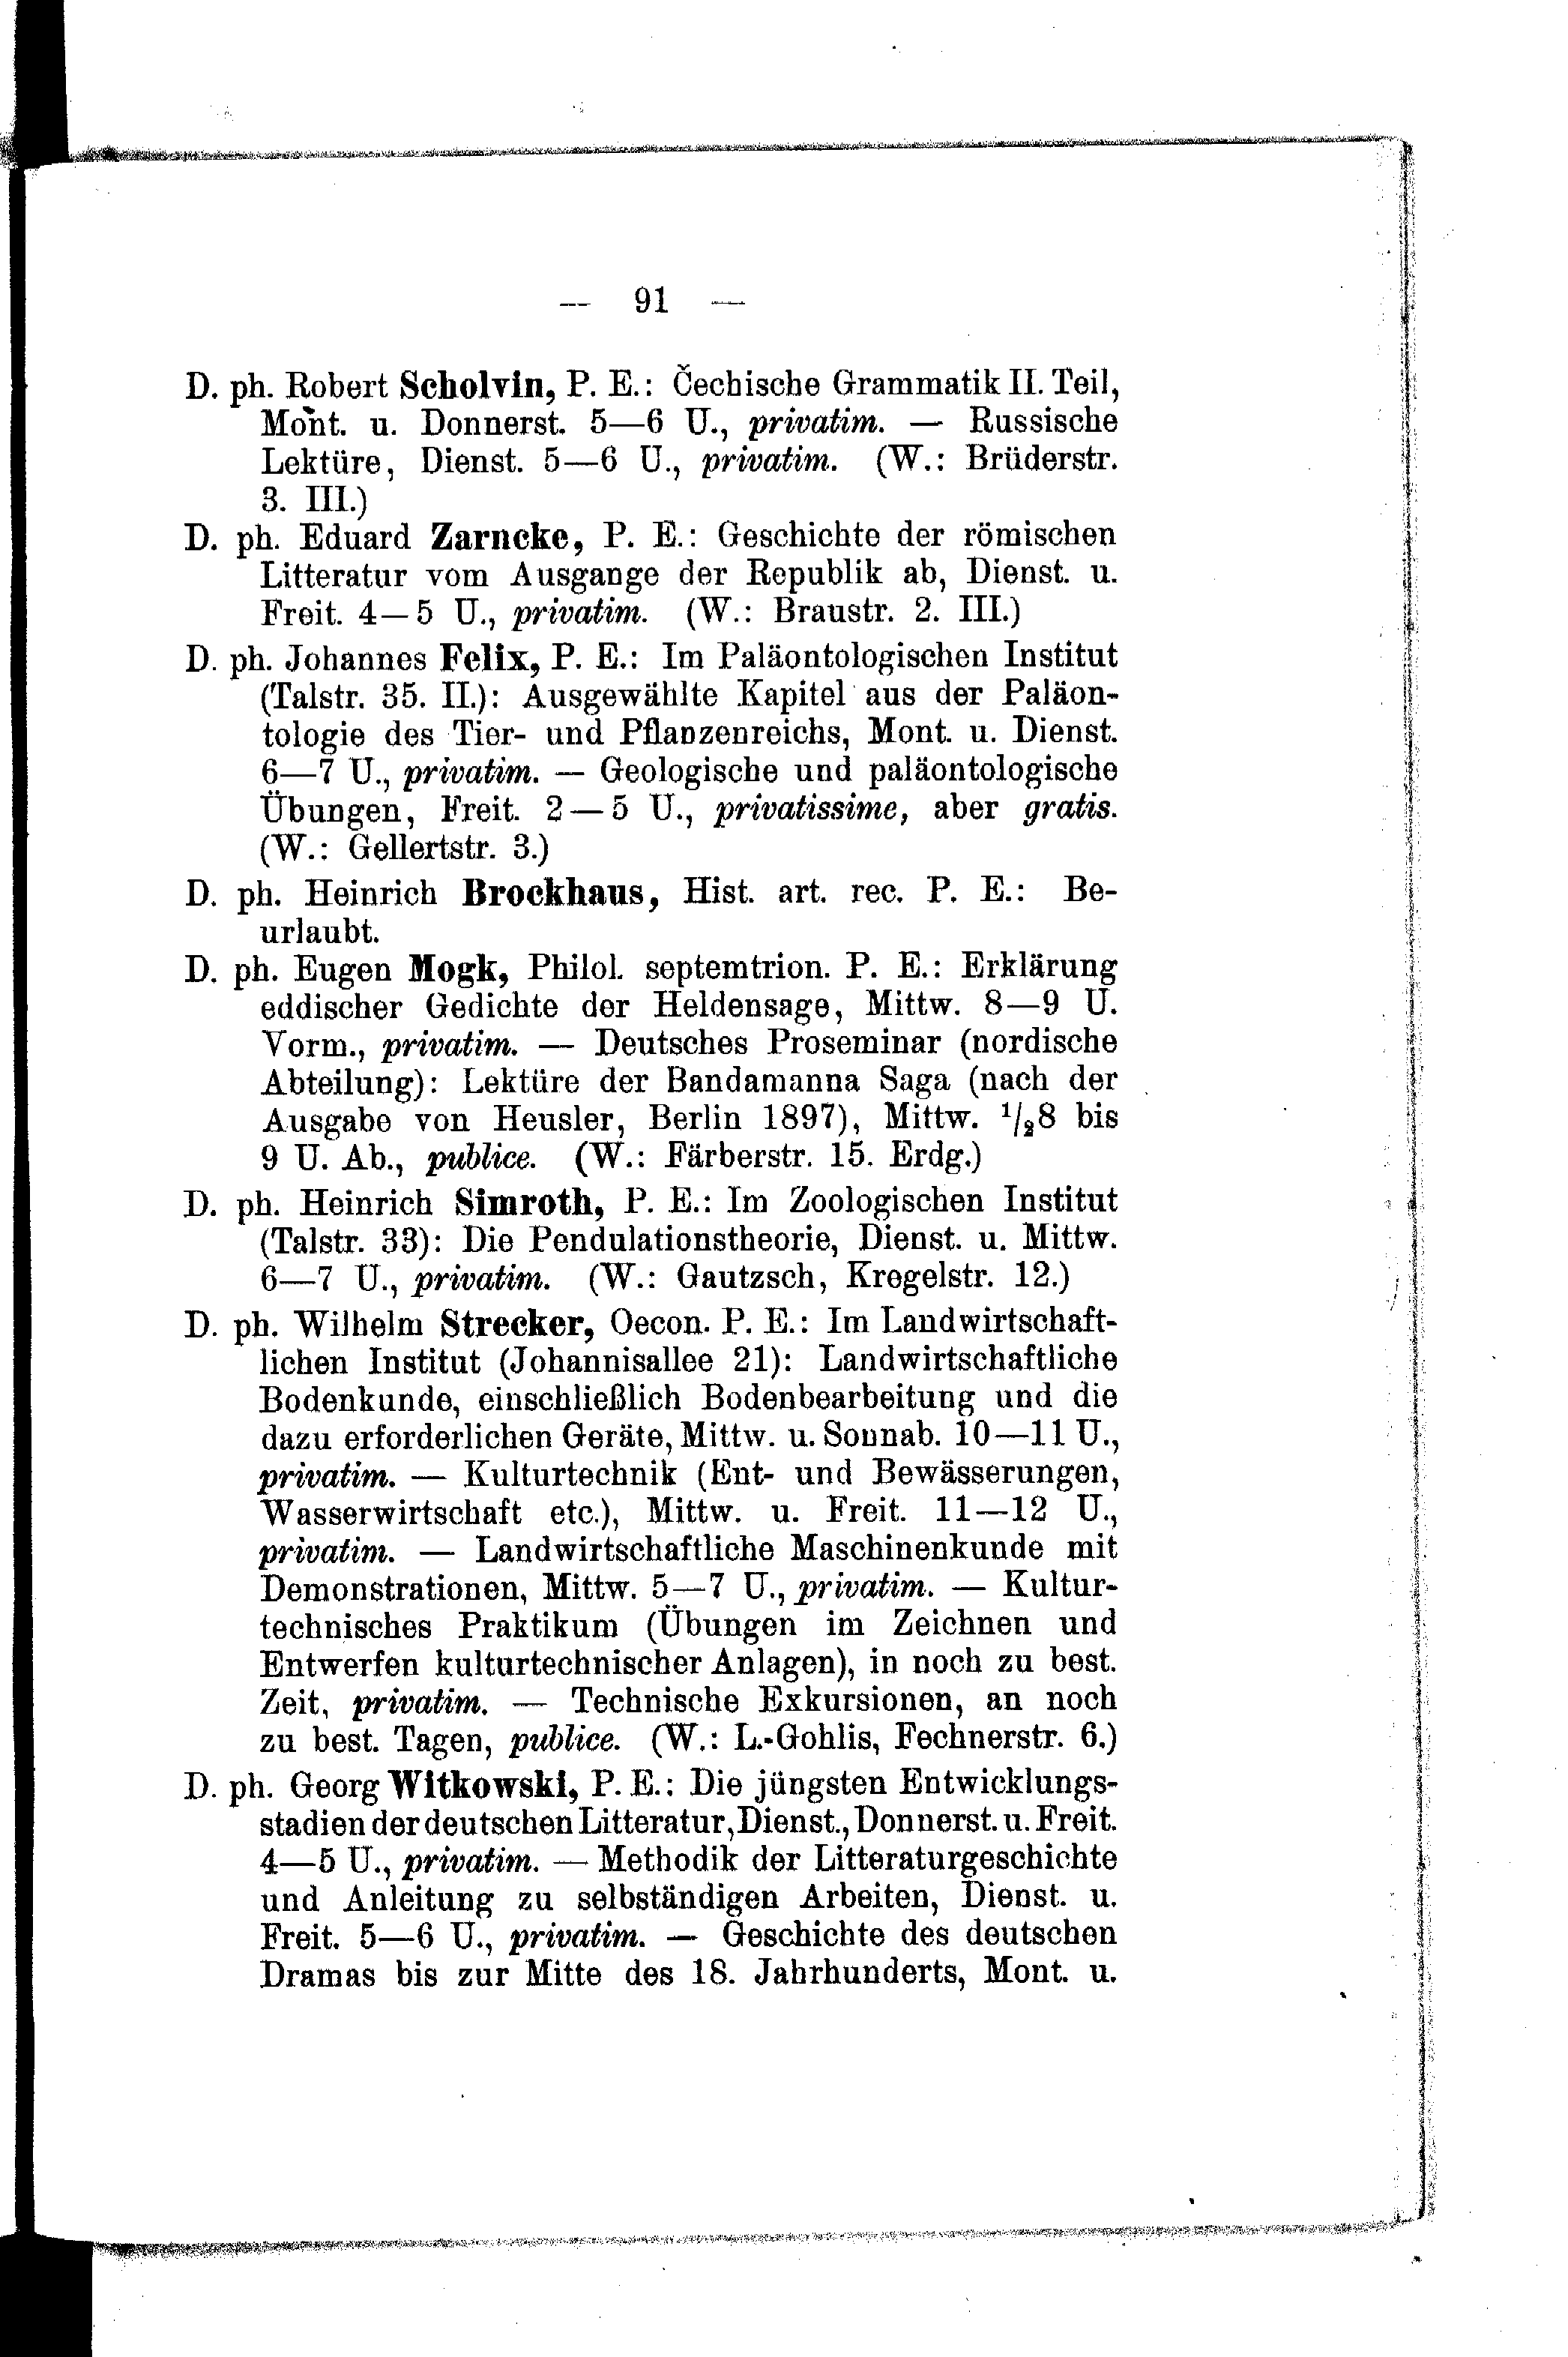 — 91 —
D. ph. Robert Scholvin, P. E.: Čechische Grammatik II. Teil,
Mont. u. Donnerst. 5—6 U., privatim. — Russische
Lektüre, Dienst. 5—6 U., privatim. (W.: Brüderstr.
3. III.)
D. ph. Eduard Zarncke, P. E.: Geschichte der römischen
Litteratur vom Ausgange der Republik ab, Dienst. u.
Freit. 4—5 U., privatim. (W.: Braustr. 2. III.)
D. ph. Johannes Felix, P. E.: Im Paläontologischen Institut
(Talstr. 35. II.): Ausgewählte Kapitel aus der Paläon-
tologie des Tier- und Pflanzenreichs, Mont. u. Dienst.
6—7 U., privatim. — Geologische und paläontologische
Übungen, Freit. 2—5 U., privatissime, aber gratis.
(W.: Gellertstr. 3.)
D. ph. Heinrich Brockhaus, Hist. art. rec. P. E.: Be-
urlaubt.
D. ph. Eugen Mogk, Philol. septemtrion. P. E.: Erklärung
eddischer Gedichte der Heldensage, Mittw. 8—9 U.
Vorm., privatim. — Deutsches Proseminar (nordische
Abteilung): Lektüre der Bandamanna Saga (nach der
Ausgabe von Heusler, Berlin 1897), Mittw. 1/28 bis
9 U. Ab., publice. (W.: Färberstr. 15. Erdg.)
D. ph. Heinrich Simroth, P. E.: Im Zoologischen Institut
(Talstr. 33): Die Pendulationstheorie, Dienst. u. Mittw.
6—7 U., privatim. (W.: Gautzsch, Kregelstr. 12.)
D. ph. Wilhelm Strecker, Oecon. P. E.: Im Landwirtschaft-
lichen Institut (Johannisallee 21): Landwirtschaftliche
Bodenkunde, einschließlich Bodenbearbeitung und die
dazu erforderlichen Geräte, Mittw. u. Sonnab. 10—11 U.,
privatim. — Kulturtechnik (Ent- und Bewässerungen,
Wasserwirtschaft etc.), Mittw. u. Freit. 11—12 U.,
privatim. — Landwirtschaftliche Maschinenkunde mit
Demonstrationen, Mittw. 5—7 U., privatim. — Kultur-
technisches Praktikum (Übungen im Zeichnen und
Entwerfen kulturtechnischer Anlagen), in noch zu best.
Zeit, privatim. — Technische Exkursionen, an noch
zu best. Tagen, publice. (W.: L.-Gohlis, Fechnerstr. 6.)
D. ph. Georg Witkowski, P. E.: Die jüngsten Entwicklungs-
stadien der deutschen Litteratur, Dienst., Donnerst. u. Freit.
4—5 U., privatim. — Methodik der Litteraturgeschichte
und Anleitung zu selbständigen Arbeiten, Dienst. u.
Freit. 5—6 U., privatim. — Geschichte des deutschen
Dramas bis zur Mitte des 18. Jahrhunderts, Mont. u.